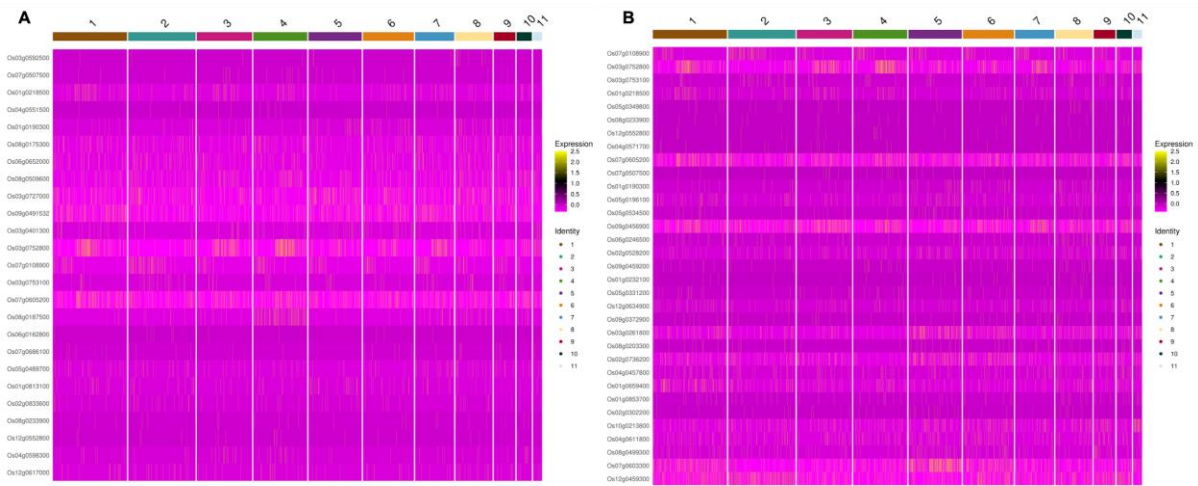 A
1 2 3 4 5 6 7 8 9 10 11
Os03g0592500
Os07g0507500
Os01g0218500
Os04g0551500
Os01g0190300
Os08g0175300
Os06g0652000
Os08g0509600
Os03g0727000
Os09g0491532
Os03g0401300
Os03g0752800
Os07g0108900
Os03g0753100
Os07g0605200
Os08g0187500
Os06g0162800
Os07g0686100
Os05g0489700
Os01g0813100
Os02g0833600
Os08g0233900
Os12g0552800
Os04g0598300
Os12g0617000
Expression
2.5
2.0
1.5
1.0
0.5
0.0
Identity
1
2
3
4
5
6
7
8
9
10
11
B
1 2 3 4 5 6 7 8 9 10 11
Os07g0108900
Os03g0752800
Os03g0753100
Os01g0218500
Os05g0349800
Os08g0233900
Os12g0552800
Os04g0571700
Os07g0605200
Os07g0507500
Os01g0190300
Os05g0196100
Os05g0534500
Os09g0456900
Os06g0246500
Os02g0528200
Os09g0459200
Os01g0232100
Os05g0331200
Os12g0634900
Os09g0372900
Os03g0261800
Os08g0203300
Os02g0736200
Os04g0457800
Os01g0659400
Os01g0853700
Os02g0302200
Os10g0213600
Os04g0611800
Os08g0499300
Os07g0603300
Os12g0459300
Expression
2.5
2.0
1.5
1.0
0.5
0.0
Identity
1
2
3
4
5
6
7
8
9
10
11